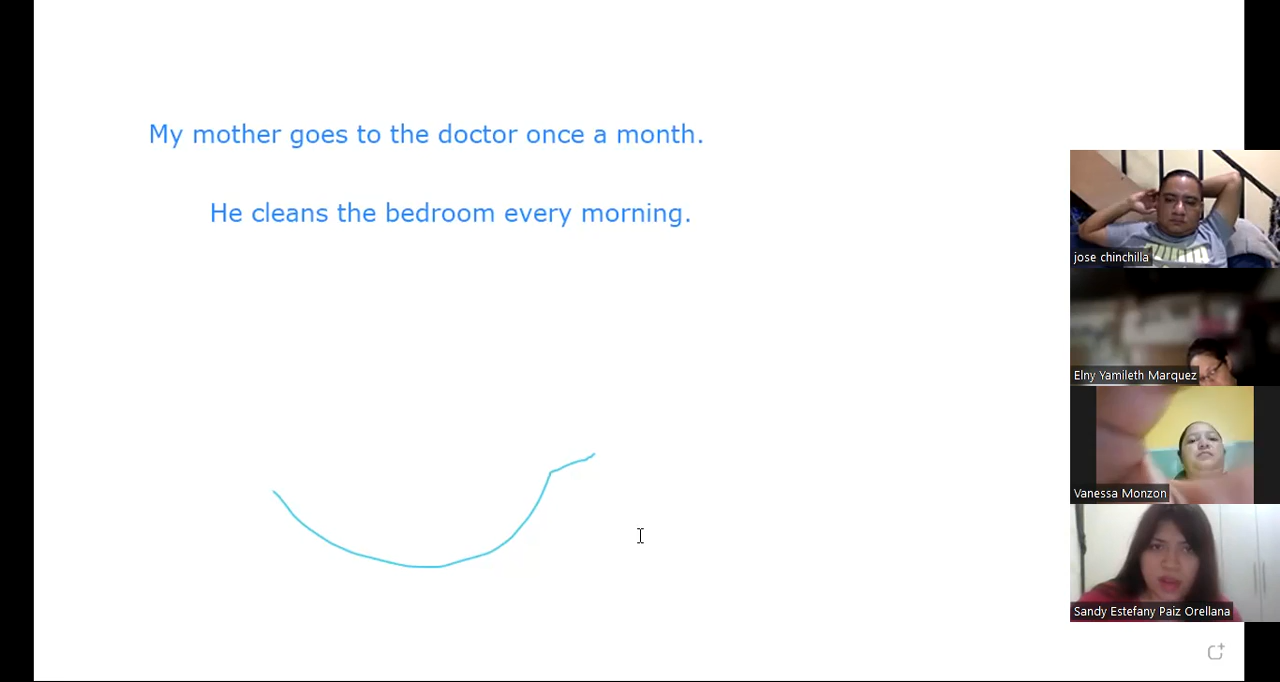 My mother goes to the doctor once a month.
He cleans the bedroom every morning.
jose chinchilla
Elny Yamileth Marquez
Vanessa Monzon
Sandy Estefany Paiz Orellana